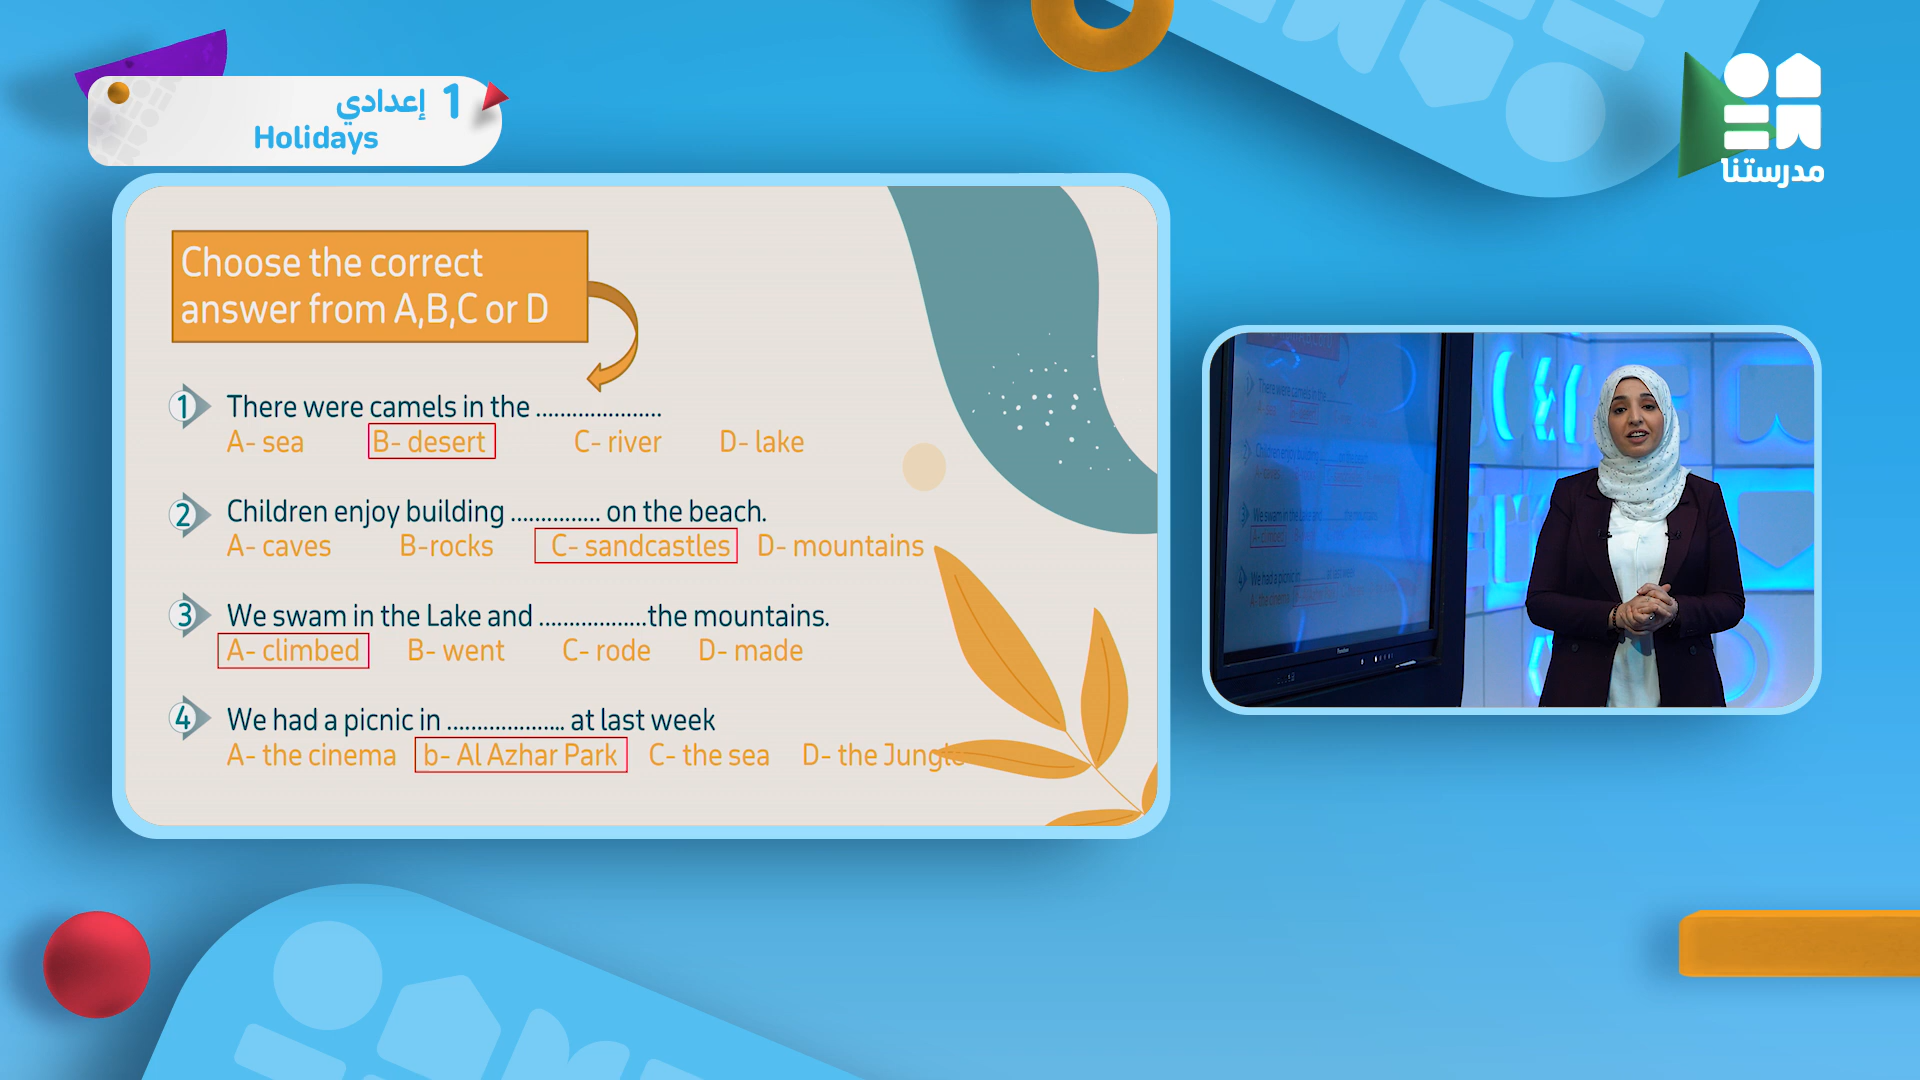 1 إعدادي
Holidays
مدرستنا
Choose the correct
answer from A,B,C or D
1 There were camels in the .....................
A- sea B- desert C- river D- lake
2 Children enjoy building ............... on the beach.
A- caves B-rocks C- sandcastles D- mountains
3 We swam in the Lake and ..................the mountains.
A- climbed B- went C- rode D- made
4 We had a picnic in .................... at last week
A- the cinema b- Al Azhar Park C- the sea D- the Jungle